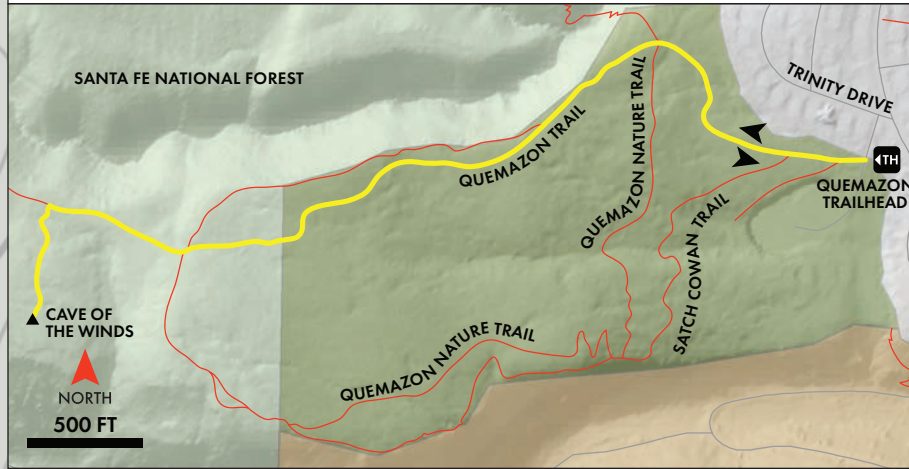 SANTA FE NATIONAL FOREST
TRINITY DRIVE
TH
QUEMAZON
TRAILHEAD
QUEMAZON TRAIL
QUEMAZON NATURE TRAIL
SATCH COWAN TRAIL
CAVE OF
THE WINDS
QUEMAZON NATURE TRAIL
NORTH
500 FT